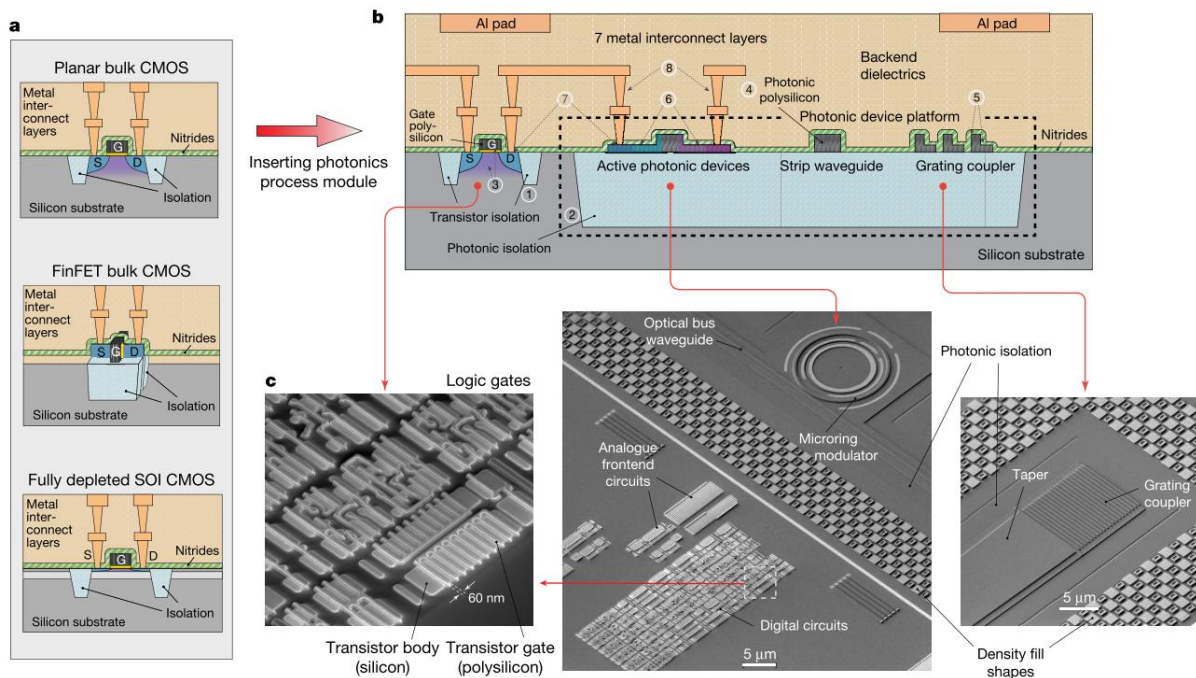 a
Planar bulk CMOS
Metal
inter-
connect
layers
Nitrides
G
S
D
Isolation
Silicon substrate
FinFET bulk CMOS
Metal
inter-
connect
layers
Nitrides
S
G
D
Isolation
Silicon substrate
Fully depleted SOI CMOS
Metal
inter-
connect
layers
S
D
G
Nitrides
Isolation
Silicon substrate
Inserting photonics
process module
b
Al pad
Al pad
7 metal interconnect layers
Backend
dielectrics
8
4
Photonic
polysilicon
5
7
6
Photonic device platform
Gate
poly-
silicon
G
S
D
Nitrides
Active photonic devices
Strip waveguide
Grating coupler
3
1
Transistor isolation
2
Photonic isolation
Silicon substrate
c
Logic gates
60 nm
Transistor body
(silicon)
Transistor gate
(polysilicon)
Optical bus
waveguide
Microring
modulator
Analogue
frontend
circuits
Digital circuits
5 μm
Photonic isolation
Taper
Grating
coupler
5 μm
Density fill
shapes